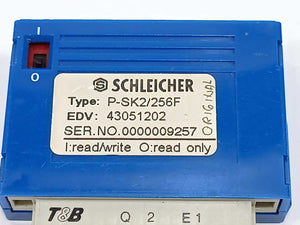 I
O
SCHLEICHER
Type: P-SK2/256F
EDV: 43051202
SER.NO.0000009257
I:read/write O:read only
ORIGINAL
T&B Q 2 E1